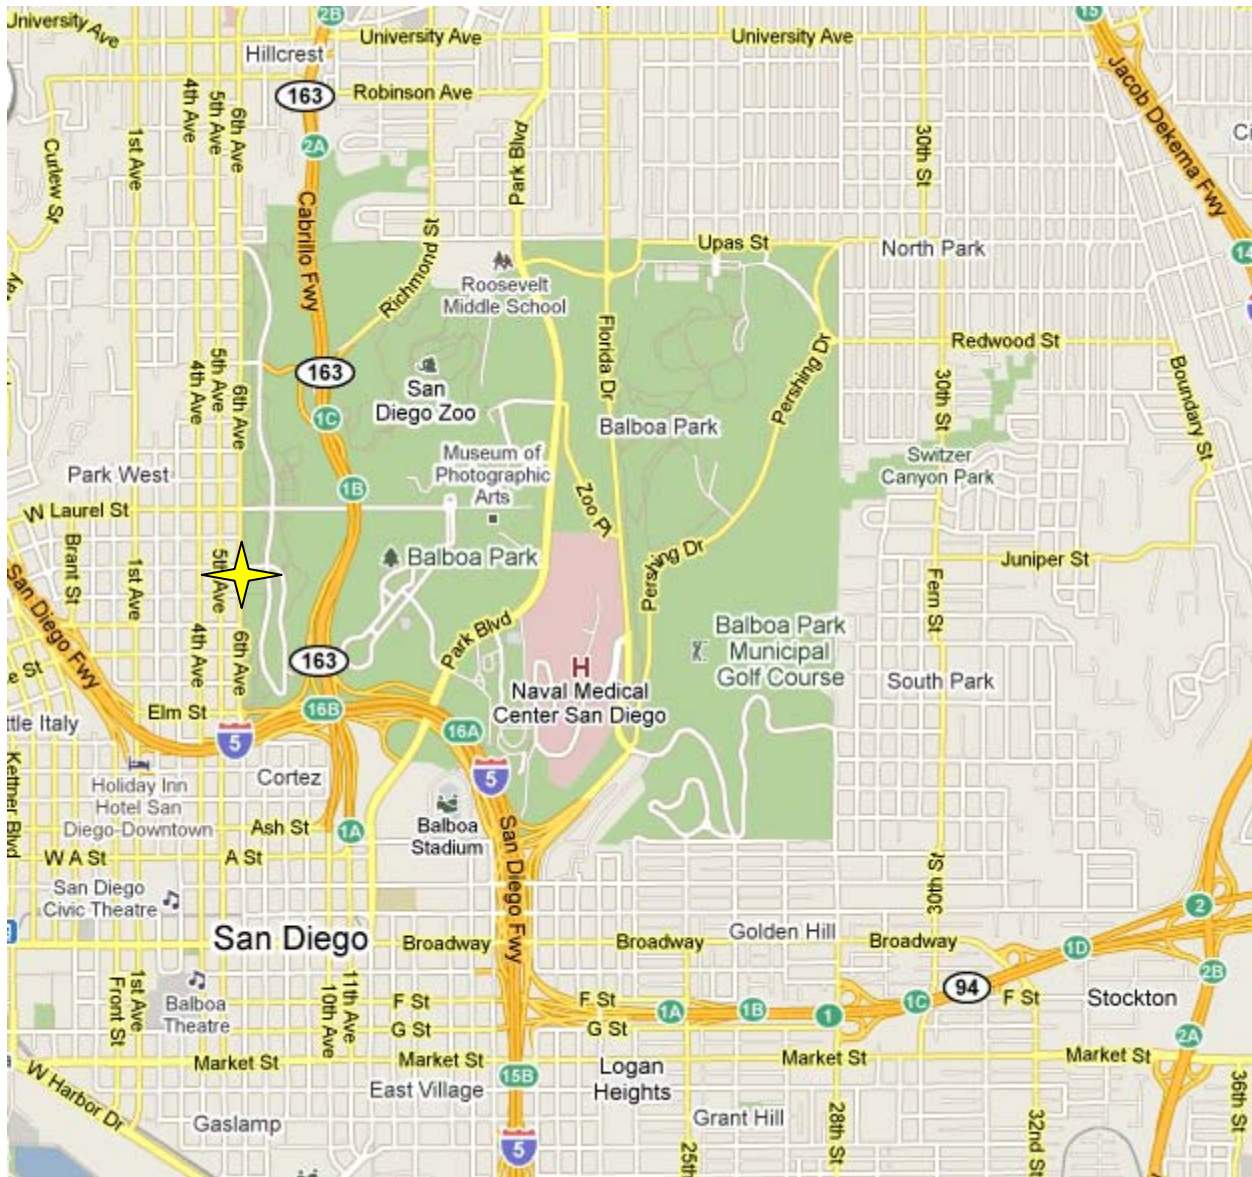 2B
15
University Ave
University Ave
University Ave
Hillcrest
163
Robinson Ave
4th Ave
5th Ave
6th Ave
1st Ave
Curlew St
2A
Park Blvd
30th St
Jacob Dekema Fwy
Cabrillo Fwy
Richmond St
Upas St
North Park
14
Roosevelt
Middle School
Florida Dr
Pershing Dr
Redwood St
Boundary St
163
5th Ave
4th Ave
6th Ave
San
Diego Zoo
1C
30th St
Balboa Park
Museum of
Photographic
Arts
Switzer
Canyon Park
Park West
1B
W Laurel St
Zoo Pl
Brant St
1st Ave
5th Ave
Balboa Park
Pershing Dr
Juniper St
San Diego Fwy
Fern St
4th Ave
6th Ave
Park Blvd
Balboa Park
Municipal
Golf Course
163
H
Naval Medical
Center San Diego
South Park
Elm St
16B
16A
ttle Italy
5
Cortez
5
Kettner Blvd
Holiday Inn
Hotel San
Diego-Downtown
Ash St
1A
Balboa
Stadium
San Diego Fwy
W A St
A St
30th St
San Diego
Civic Theatre
2
San Diego
Broadway
Broadway
Golden Hill
Broadway
1D
2B
1st Ave
Front St
Balboa
Theatre
11th Ave
10th Ave
F St
F St
1A
1B
1
1C
94
F St
Stockton
G St
G St
2A
Market St
Market St
Market St
Market St
15B
Logan
Heights
East Village
W Harbor Dr
Gaslamp
Grant Hill
36th St
5
25th
28th St
32nd St